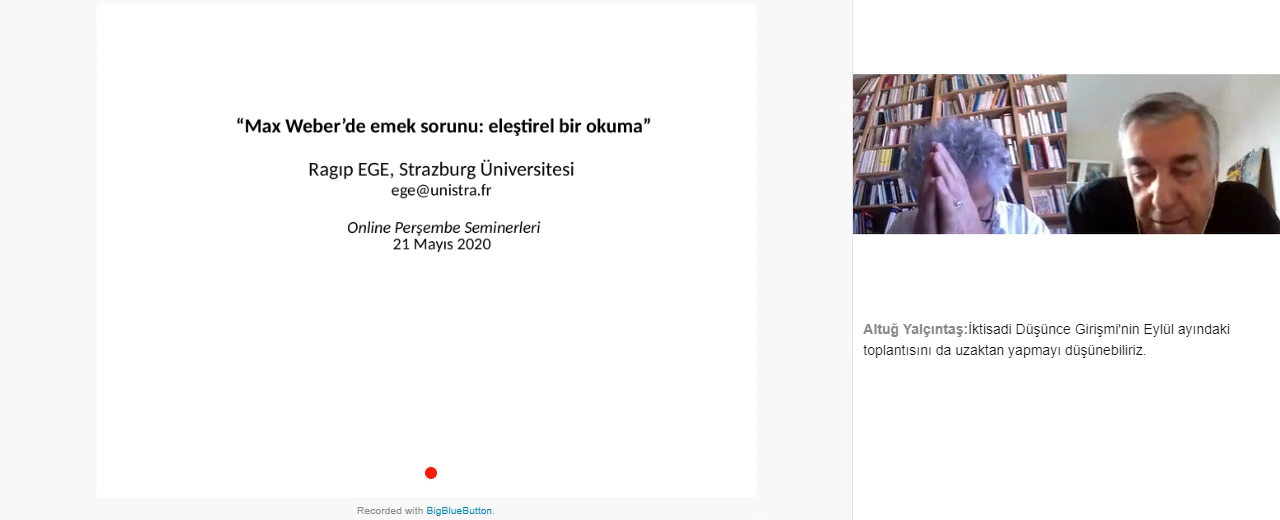 “Max Weber’de emek sorunu: eleştirel bir okuma”
Ragıp EGE, Strazburg Üniversitesi
ege@unistra.fr
Online Perşembe Seminerleri
21 Mayıs 2020
Recorded with BigBlueButton.
Altuğ Yalçıntaş:İktisadi Düşünce Girişmi'nin Eylül ayındaki
toplantısını da uzaktan yapmayı düşünebiliriz.